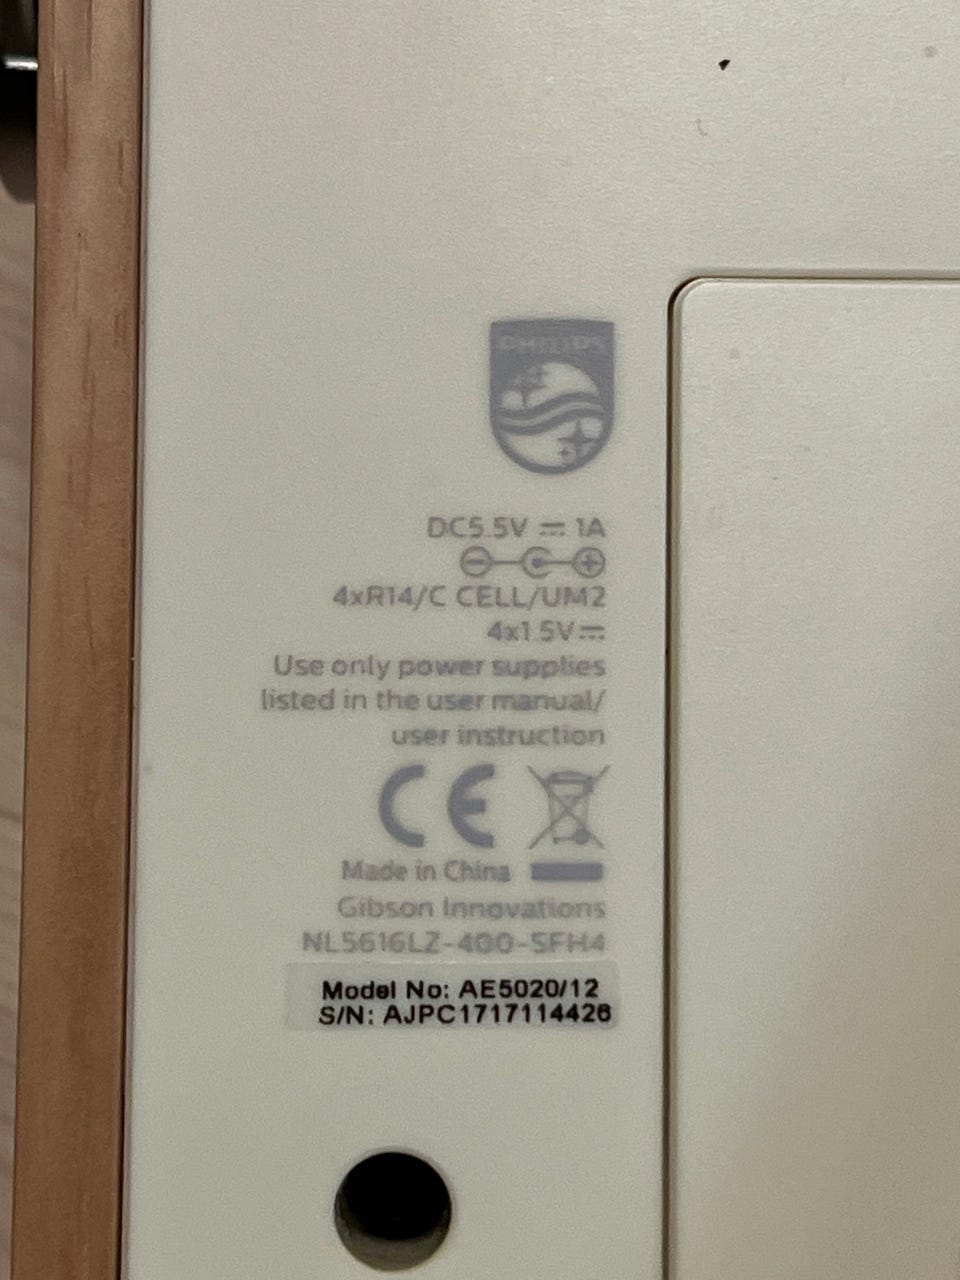 PHILIPS
DC5.5V ⎓ 1A
4xR14/C CELL/UM2
4x1.5V⎓
Use only power supplies
listed in the user manual/
user instruction
CE
Made in China
Gibson Innovations
NL5616LZ-400-SFH4
Model No: AE5020/12
S/N: AJPC1717114426